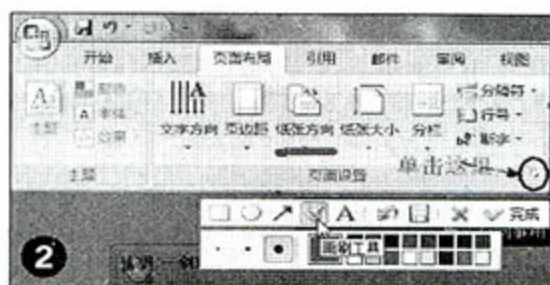 开始 插入 页面布局 引用 邮件 审阅 视图
A 主题 颜色 文字方向 页边距 纸张方向 纸张大小 分栏 分隔符
A 字体 行号
效果 断字
主题 页面设置 单击这里
A 完成
画刷工具
2